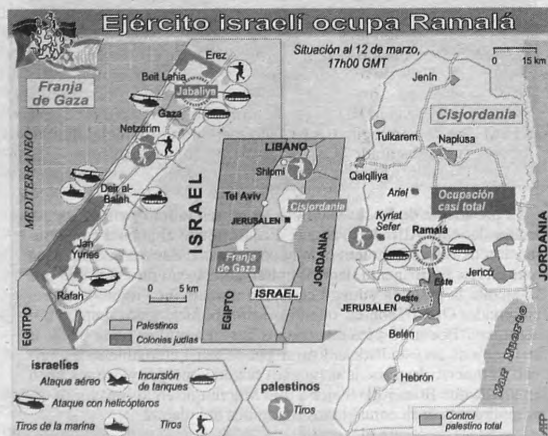 Ejército israelí ocupa Ramalá
Franja
de Gaza
Erez
Beit Lahia
Jabaliya
Gaza
Netzarim
MEDITERRANEO
Deir al-
Balah
Jan
Yunes
Rafah
EGITPO
ISRAEL
0 5 km
Palestinos
Colonias judías
Situación al 12 de marzo,
17h00 GMT
LIBANO
Shlomi
Tel Aviv
Cisjordania
JERUSALEN
Franja
de Gaza
JORDANIA
EGIPTO
ISRAEL
0 15 km
Jenín
Cisjordania
Tulkarem
Naplusa
Qalqiliya
Ariel
Ocupación
casi total
Kyriat
Sefer
Ramalá
Jericó
JORDANIA
Este
Oeste
JERUSALEN
Belén
Mar Muerto
Hebrón
Control
palestino total
AFP
israelíes
Ataque aéreo
Incursión
de tanques
Ataque con helicópteros
Tiros de la marina
Tiros
palestinos
Tiros